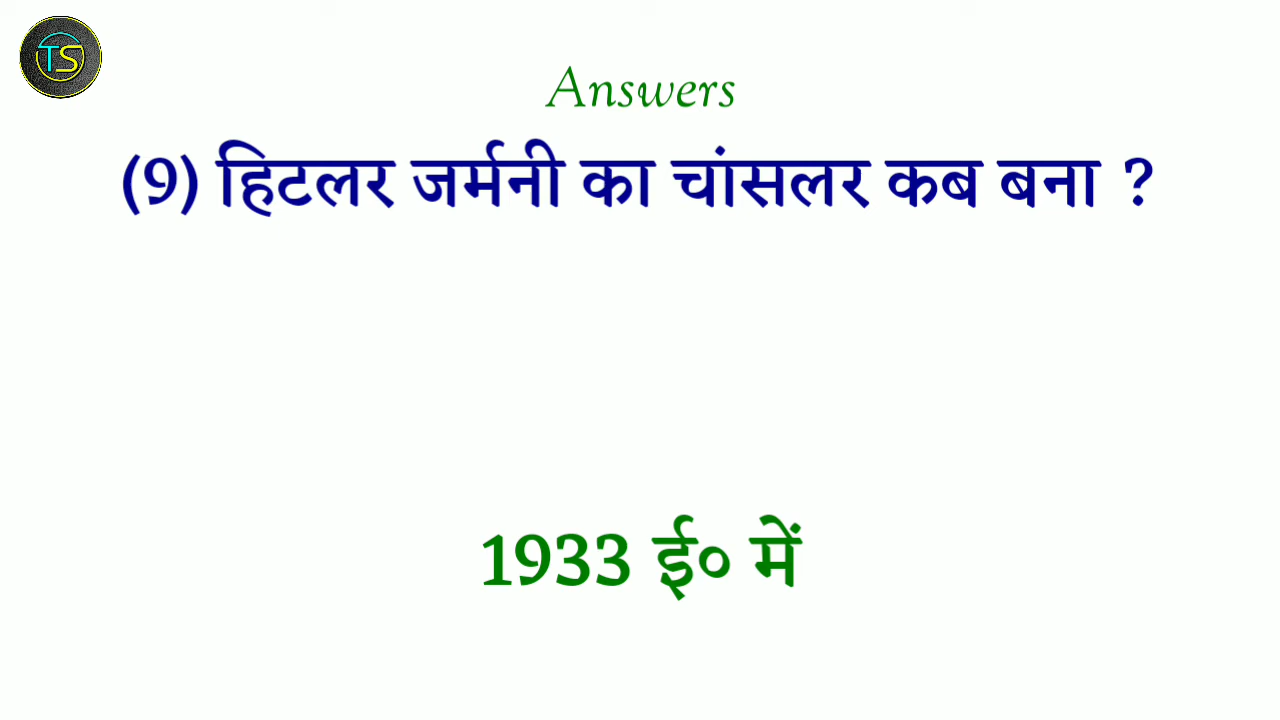 TS
Answers
(9) हिटलर जर्मनी का चांसलर कब बना ?
1933 ई० में